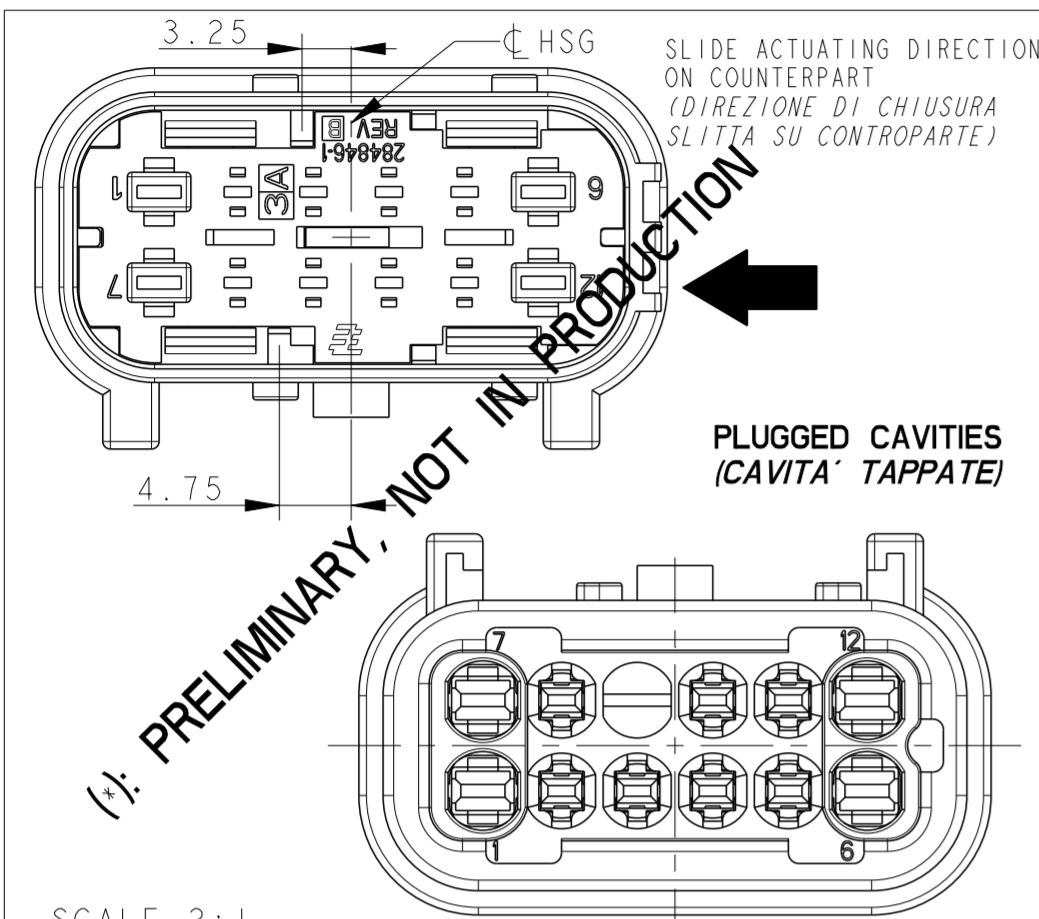 3.25
℄ HSG
SLIDE ACTUATING DIRECTION
ON COUNTERPART
(DIREZIONE DI CHIUSURA
SLITTA SU CONTROPARTE)
B REV
284846-1
3A
1
6
7
12
4.75
(*): PRELIMINARY, NOT IN PRODUCTION
PLUGGED CAVITIES
(CAVITA´ TAPPATE)
7
12
1
6